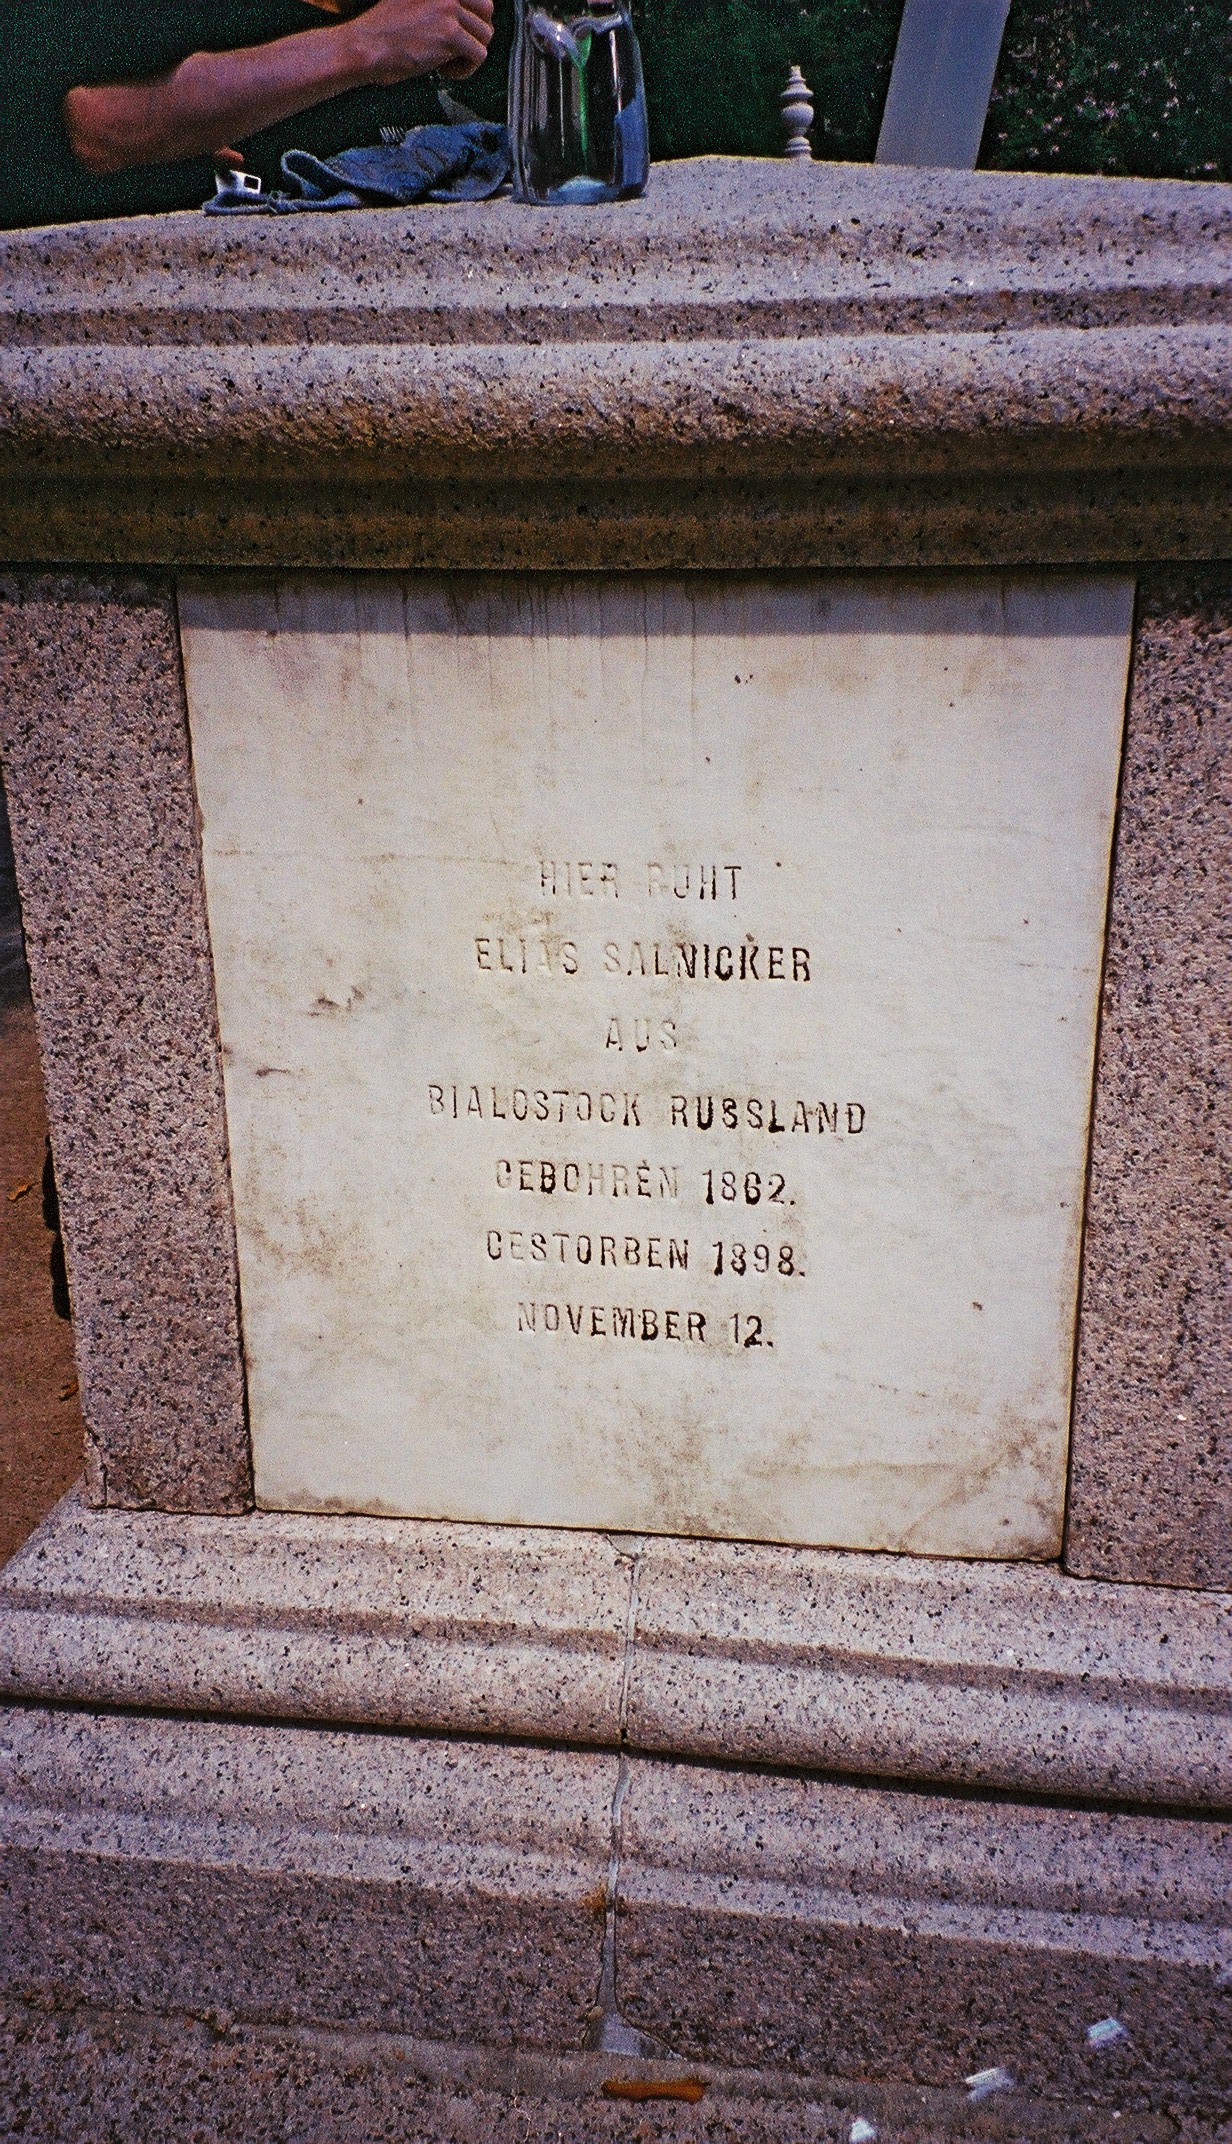 HIER RUHT
ELIAS SALNICKER
AUS
BIALOSTOCK RUSSLAND
GEBOHREN 1862.
GESTORBEN 1898.
NOVEMBER 12.